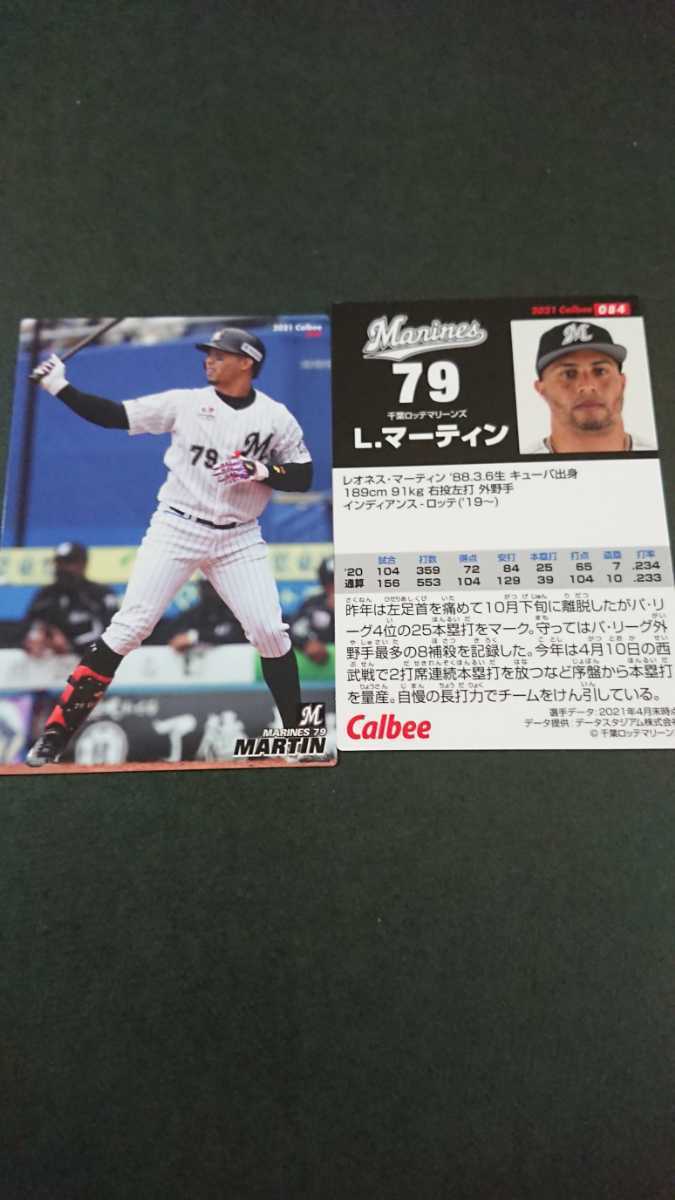 2021 Calbee
79
M
M
MARINES 79
MARTIN
2021 Calbee 084
Marines
79
千葉ロッテマリーンズ
L.マーティン
M
レオネス・マーティン '88.3.6生 キューバ出身
189cm 91kg 右投左打 外野手
インディアンス - ロッテ('19~)
試合 打数 得点 安打 本塁打 打点 盗塁 打率
'20 104 359 72 84 25 65 7 .234
通算 156 553 104 129 39 104 10 .233
昨年は左足首を痛めて10月下旬に離脱したがパ・リ
ーグ4位の25本塁打をマーク。守ってはパ・リーグ外
野手最多の8補殺を記録した。今年は4月10日の西
武戦で2打席連続本塁打を放つなど序盤から本塁打
を量産。自慢の長打力でチームをけん引している。
選手データ:2021年4月末時点
データ提供:データスタジアム株式会社
© 千葉ロッテマリーン
Calbee